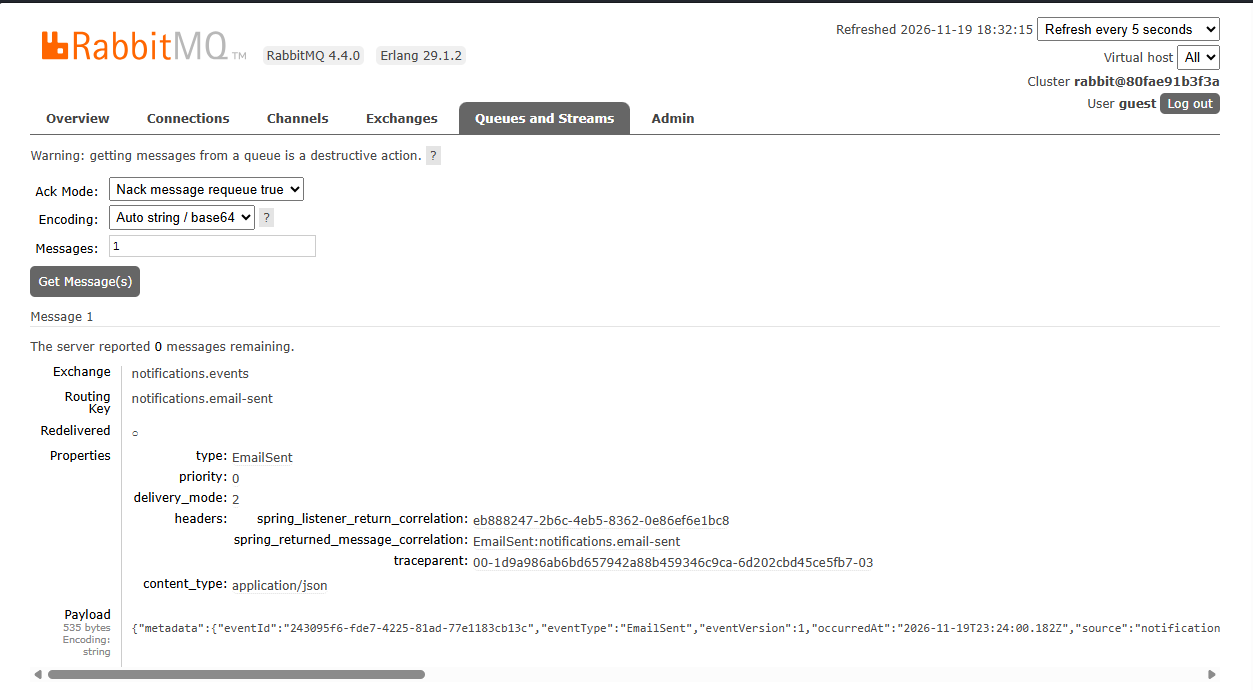 Refreshed 2026-11-19 18:32:15 Refresh every 5 seconds
RabbitMQ TM RabbitMQ 4.4.0 Erlang 29.1.2
Virtual host All
Cluster rabbit@80fae91b3f3a
User guest Log out
Overview Connections Channels Exchanges Queues and Streams Admin
Warning: getting messages from a queue is a destructive action. ?
Ack Mode: Nack message requeue true
Encoding: Auto string / base64 ?
Messages: 1
Get Message(s)
Message 1
The server reported 0 messages remaining.
Exchange notifications.events
Routing Key notifications.email-sent
Redelivered ○
Properties type: EmailSent
priority: 0
delivery_mode: 2
headers: spring_listener_return_correlation: eb888247-2b6c-4eb5-8362-0e86ef6e1bc8
spring_returned_message_correlation: EmailSent:notifications.email-sent
traceparent: 00-1d9a986ab6bd657942a88b459346c9ca-6d202cbd45ce5fb7-03
content_type: application/json
Payload
535 bytes
Encoding:
string
{"metadata":{"eventId":"243095f6-fde7-4225-81ad-77e1183cb13c","eventType":"EmailSent","eventVersion":1,"occurredAt":"2026-11-19T23:24:00.182Z","source":"notification